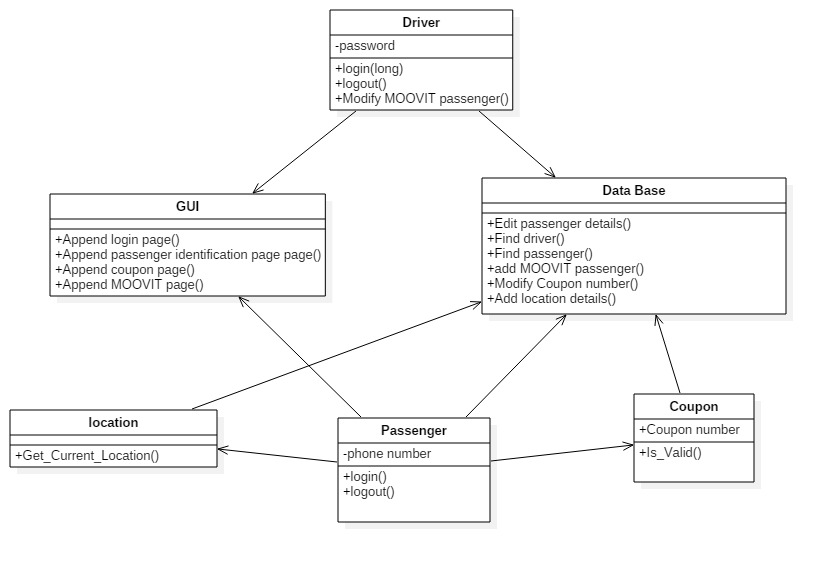 Driver
-password
+login(long)
+logout()
+Modify MOOVIT passenger()
GUI
+Append login page()
+Append passenger identification page page()
+Append coupon page()
+Append MOOVIT page()
Data Base
+Edit passenger details()
+Find driver()
+Find passenger()
+add MOOVIT passenger()
+Modify Coupon number()
+Add location details()
location
+Get_Current_Location()
Passenger
-phone number
+login()
+logout()
Coupon
+Coupon number
+Is_Valid()